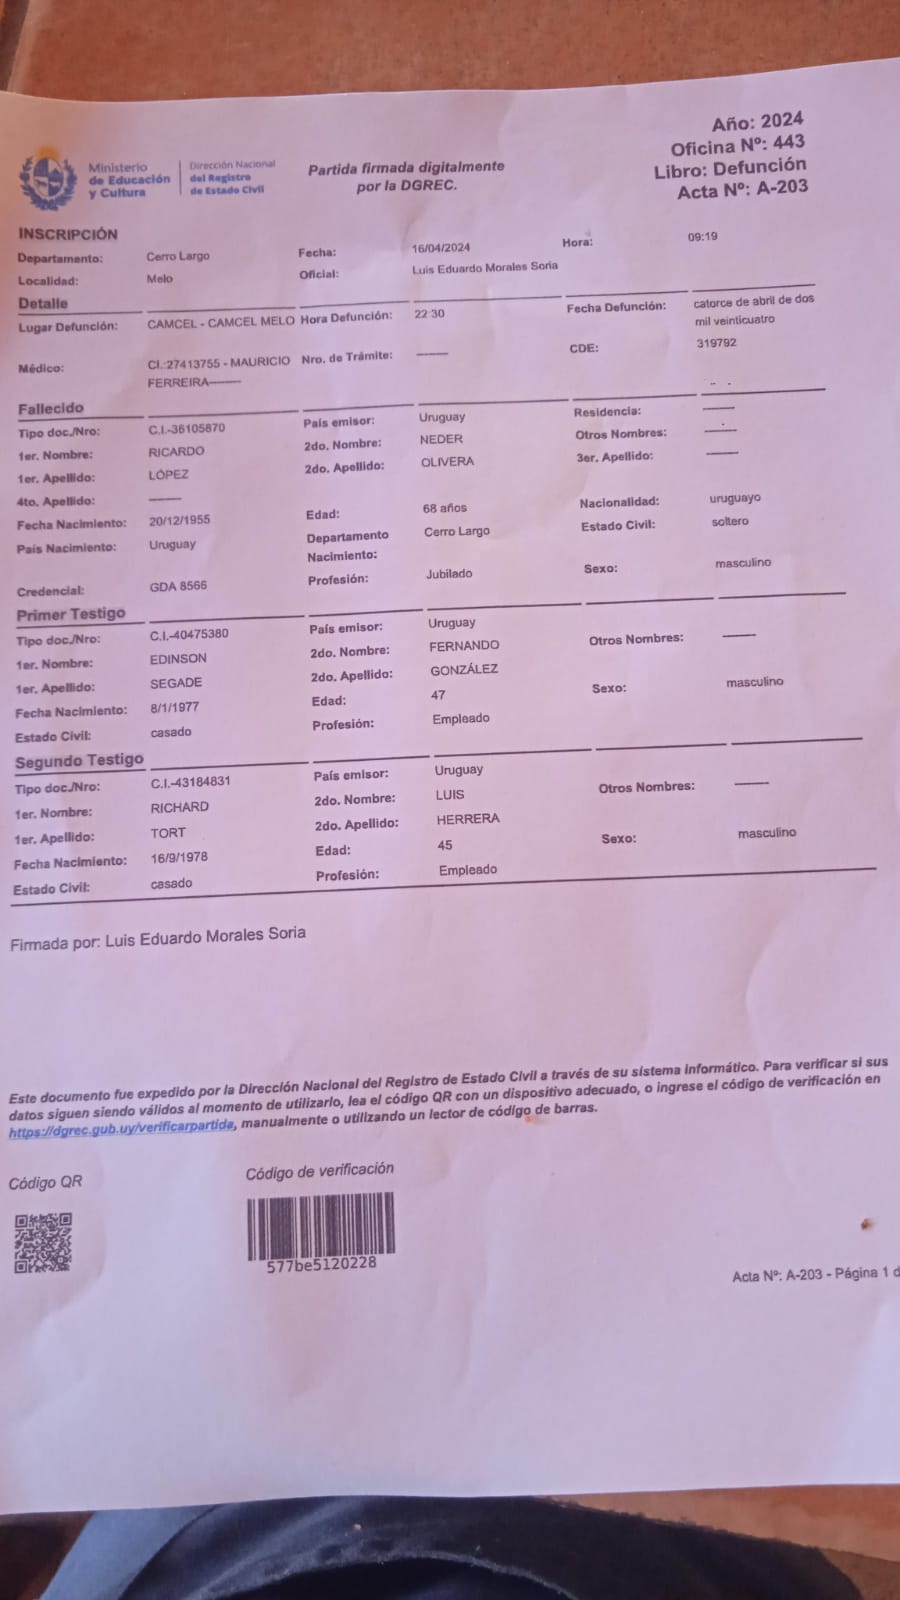 Año: 2024
Oficina Nº: 443
Libro: Defunción
Acta Nº: A-203
Ministerio de Educación y Cultura
Dirección Nacional del Registro de Estado Civil
Partida firmada digitalmente
por la DGREC.
INSCRIPCIÓN
Departamento: Cerro Largo Fecha: 16/04/2024 Hora: 09:19
Localidad: Melo Oficial: Luis Eduardo Morales Soria
Detalle
Lugar Defunción: CAMCEL - CAMCEL MELO Hora Defunción: 22:30 Fecha Defunción: catorce de abril de dos mil veinticuatro
Médico: CI.:27413755 - MAURICIO FERREIRA-------- Nro. de Trámite: -------- CDE: 319792
Fallecido
Tipo doc./Nro: C.I.-36105870 País emisor: Uruguay Residencia: --------
1er. Nombre: RICARDO 2do. Nombre: NEDER Otros Nombres: --------
1er. Apellido: LÓPEZ 2do. Apellido: OLIVERA 3er. Apellido: --------
4to. Apellido: --------
Fecha Nacimiento: 20/12/1955 Edad: 68 años Nacionalidad: uruguayo
País Nacimiento: Uruguay Departamento Nacimiento: Cerro Largo Estado Civil: soltero
Credencial: GDA 8566 Profesión: Jubilado Sexo: masculino
Primer Testigo
Tipo doc./Nro: C.I.-40475380 País emisor: Uruguay
1er. Nombre: EDINSON 2do. Nombre: FERNANDO Otros Nombres: --------
1er. Apellido: SEGADE 2do. Apellido: GONZÁLEZ
Fecha Nacimiento: 8/1/1977 Edad: 47 Sexo: masculino
Estado Civil: casado Profesión: Empleado
Segundo Testigo
Tipo doc./Nro: C.I.-43184831 País emisor: Uruguay
1er. Nombre: RICHARD 2do. Nombre: LUIS Otros Nombres: --------
1er. Apellido: TORT 2do. Apellido: HERRERA
Fecha Nacimiento: 16/9/1978 Edad: 45 Sexo: masculino
Estado Civil: casado Profesión: Empleado
Firmada por: Luis Eduardo Morales Soria
Este documento fue expedido por la Dirección Nacional del Registro de Estado Civil a través de su sistema informático. Para verificar si sus
datos siguen siendo válidos al momento de utilizarlo, lea el código QR con un dispositivo adecuado, o ingrese el código de verificación en
https://dgrec.gub.uy/verificarpartida, manualmente o utilizando un lector de código de barras.
Código QR
Código de verificación
577be5120228
Acta Nº: A-203 - Página 1 d